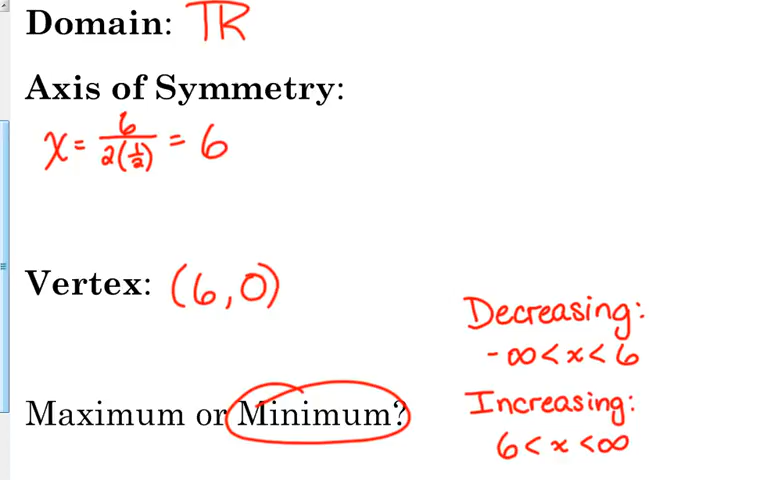 Domain: ℝ
Axis of Symmetry:
x = 6/2(1/2) = 6
Vertex: (6, 0)
Decreasing:
-∞ < x < 6
Maximum or Minimum?
Increasing:
6 < x < ∞